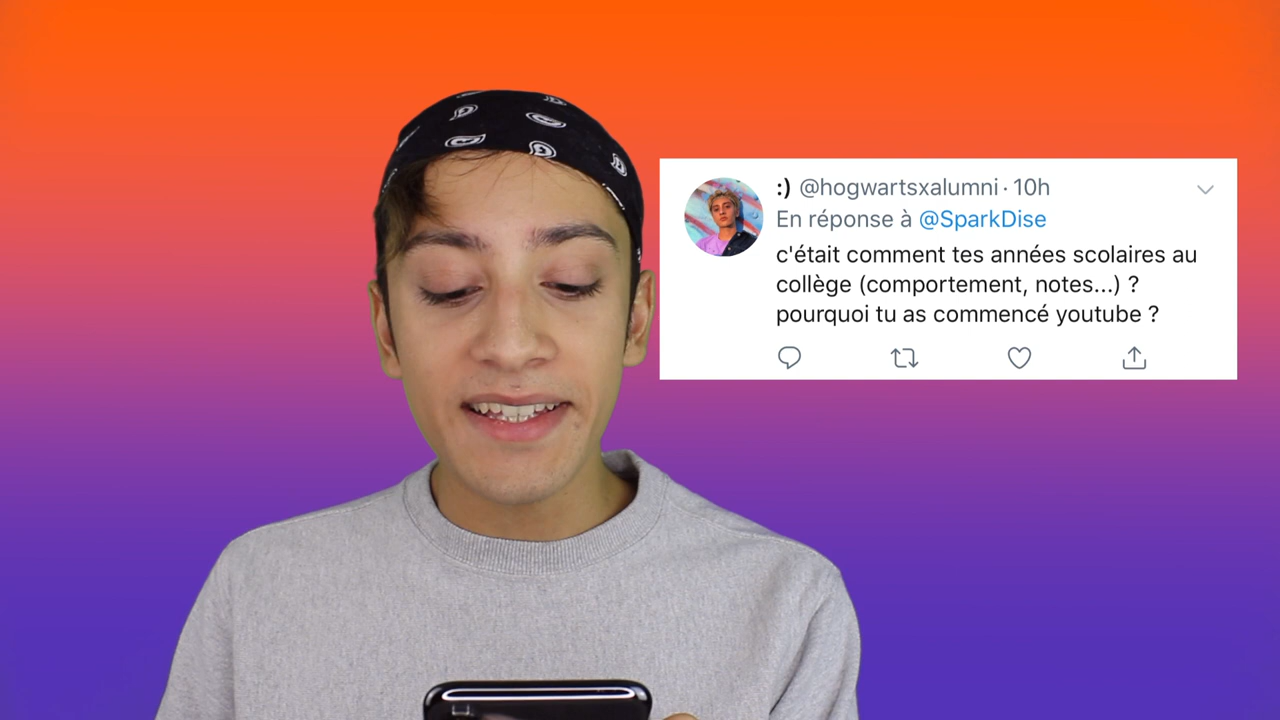 :) @hogwartsxalumni · 10h
En réponse à @SparkDise
c'était comment tes années scolaires au
collège (comportement, notes...) ?
pourquoi tu as commencé youtube ?